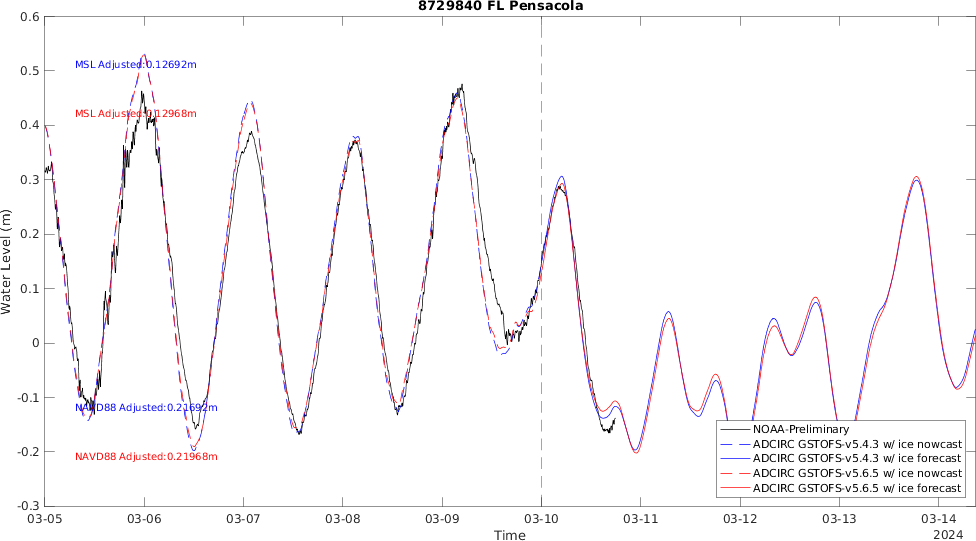 8729840 FL Pensacola
0.6
0.5
0.4
0.3
0.2
0.1
0
-0.1
-0.2
-0.3
Water Level (m)
MSL Adjusted:0.12692m
MSL Adjusted:0.12968m
NAVD88 Adjusted:0.21692m
NAVD88 Adjusted:0.21968m
NOAA-Preliminary
ADCIRC GSTOFS-v5.4.3 w/ ice nowcast
ADCIRC GSTOFS-v5.4.3 w/ ice forecast
ADCIRC GSTOFS-v5.6.5 w/ ice nowcast
ADCIRC GSTOFS-v5.6.5 w/ ice forecast
03-05 03-06 03-07 03-08 03-09 03-10 03-11 03-12 03-13 03-14
Time
2024